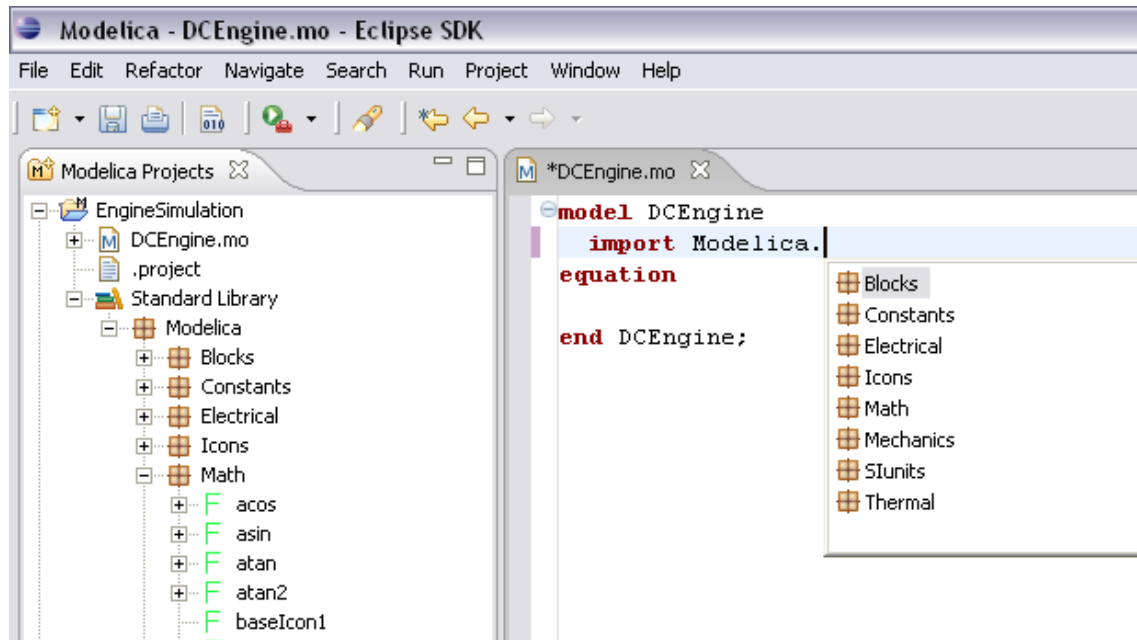 Modelica - DCEngine.mo - Eclipse SDK
File Edit Refactor Navigate Search Run Project Window Help
010
Modelica Projects
EngineSimulation
DCEngine.mo
.project
Standard Library
Modelica
Blocks
Constants
Electrical
Icons
Math
F acos
F asin
F atan
F atan2
F baseIcon1
*DCEngine.mo
model DCEngine
import Modelica.
equation
end DCEngine;
Blocks
Constants
Electrical
Icons
Math
Mechanics
SIunits
Thermal